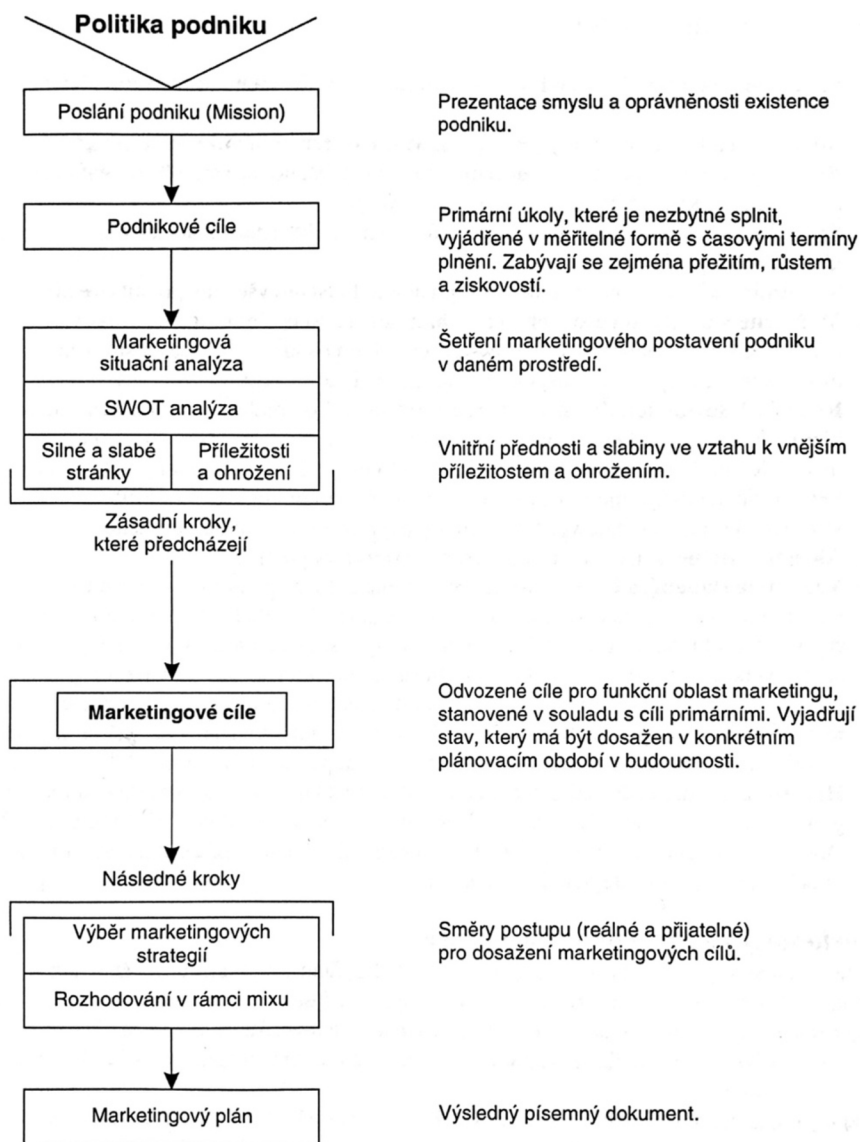 Politika podniku
Poslání podniku (Mission)
Prezentace smyslu a oprávněnosti existence
podniku.
Podnikové cíle
Primární úkoly, které je nezbytné splnit,
vyjádřené v měřitelné formě s časovými termíny
plnění. Zabývají se zejména přežitím, růstem
a ziskovostí.
Marketingová
situační analýza
Šetření marketingového postavení podniku
v daném prostředí.
SWOT analýza
Silné a slabé
stránky
Příležitosti
a ohrožení
Vnitřní přednosti a slabiny ve vztahu k vnějším
příležitostem a ohrožením.
Zásadní kroky,
které předcházejí
Marketingové cíle
Odvozené cíle pro funkční oblast marketingu,
stanovené v souladu s cíli primárními. Vyjadřují
stav, který má být dosažen v konkrétním
plánovacím období v budoucnosti.
Následné kroky
Výběr marketingových
strategií
Směry postupu (reálné a přijatelné)
pro dosažení marketingových cílů.
Rozhodování v rámci mixu
Marketingový plán
Výsledný písemný dokument.